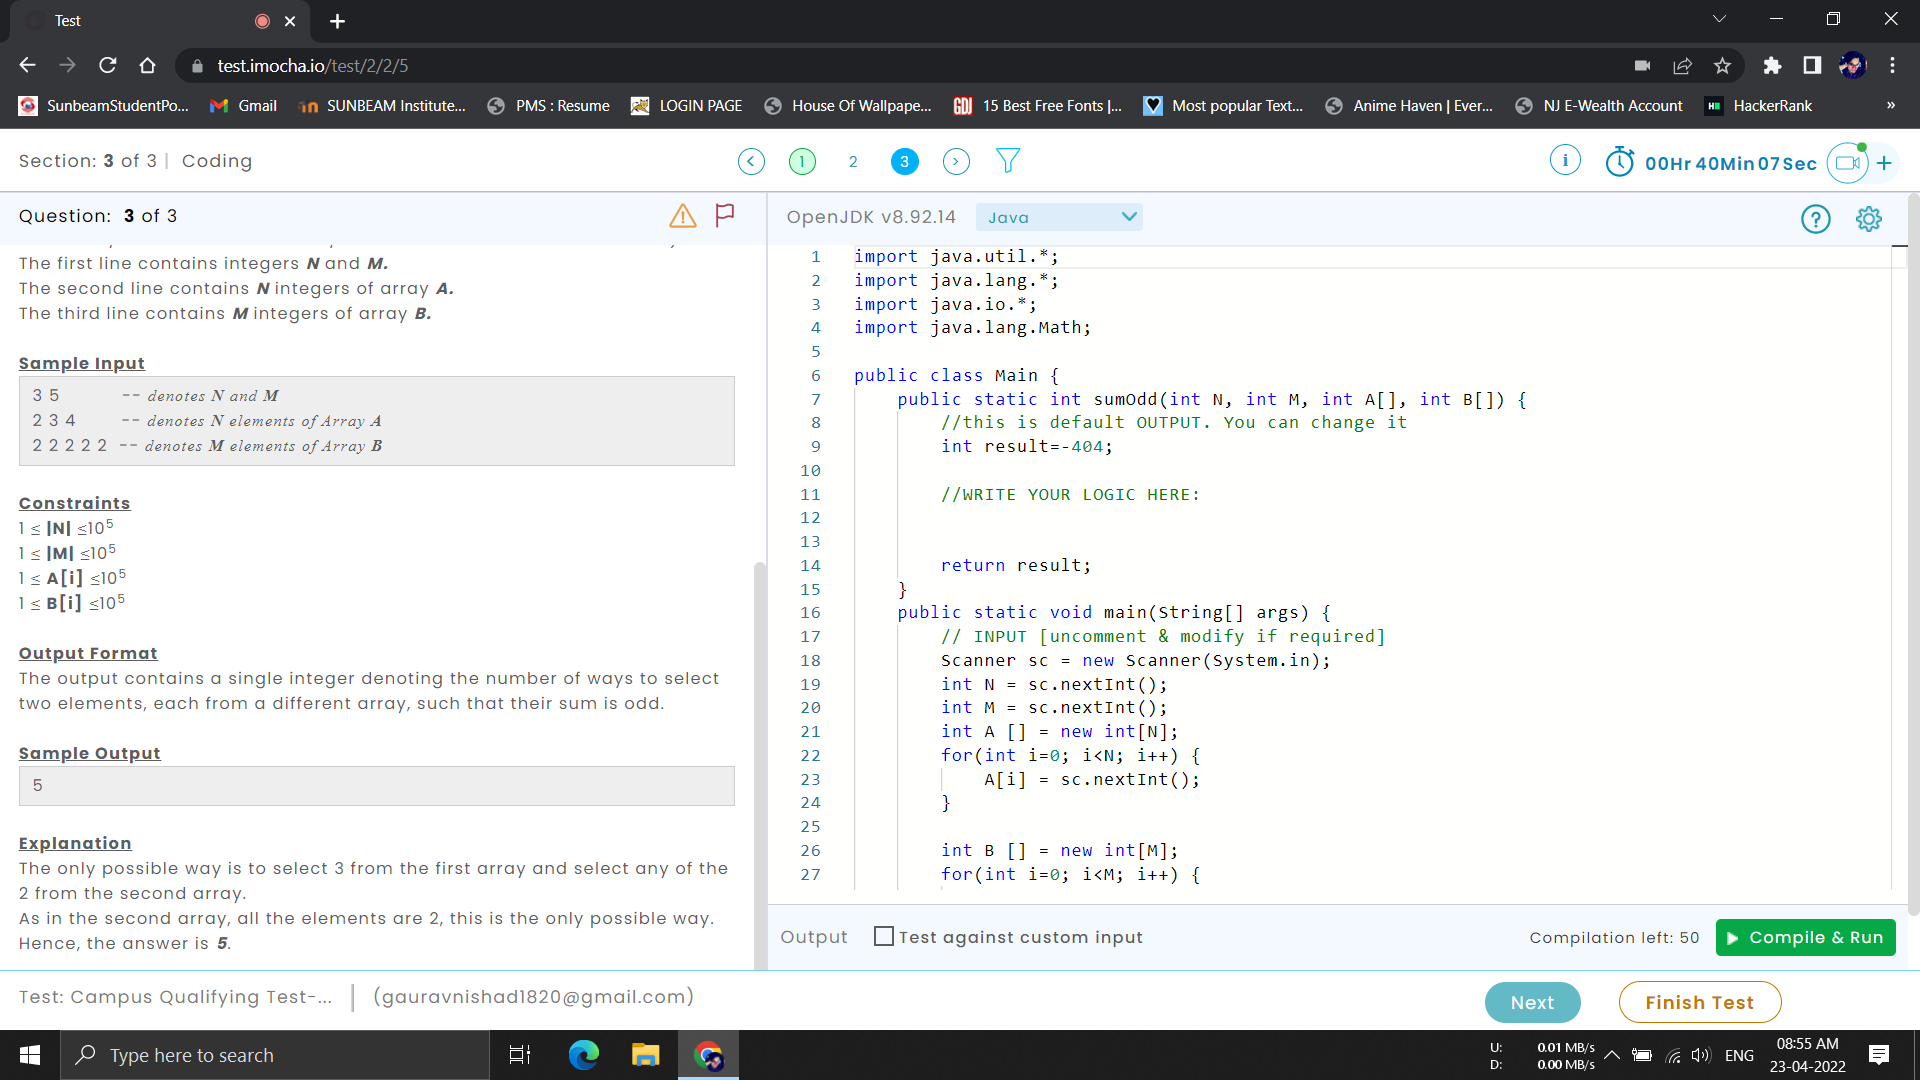 Test
test.imocha.io/test/2/2/5
SunbeamStudentPo... Gmail SUNBEAM Institute... PMS : Resume LOGIN PAGE House Of Wallpape... GDJ 15 Best Free Fonts |... Most popular Text... Anime Haven | Ever... NJ E-Wealth Account HackerRank »
Section: 3 of 3 | Coding < 1 2 3 > i 00Hr 40Min 07Sec +
Question: 3 of 3
The first line contains integers N and M.
The second line contains N integers of array A.
The third line contains M integers of array B.
Sample Input
3 5 -- denotes N and M
2 3 4 -- denotes N elements of Array A
2 2 2 2 2 -- denotes M elements of Array B
Constraints
1 ≤ |N| ≤10⁵
1 ≤ |M| ≤10⁵
1 ≤ A[i] ≤10⁵
1 ≤ B[i] ≤10⁵
Output Format
The output contains a single integer denoting the number of ways to select
two elements, each from a different array, such that their sum is odd.
Sample Output
5
Explanation
The only possible way is to select 3 from the first array and select any of the
2 from the second array.
As in the second array, all the elements are 2, this is the only possible way.
Hence, the answer is 5.
OpenJDK v8.92.14 Java ?
1 import java.util.*;
2 import java.lang.*;
3 import java.io.*;
4 import java.lang.Math;
5
6 public class Main {
7 public static int sumOdd(int N, int M, int A[], int B[]) {
8 //this is default OUTPUT. You can change it
9 int result=-404;
10
11 //WRITE YOUR LOGIC HERE:
12
13
14 return result;
15 }
16 public static void main(String[] args) {
17 // INPUT [uncomment & modify if required]
18 Scanner sc = new Scanner(System.in);
19 int N = sc.nextInt();
20 int M = sc.nextInt();
21 int A [] = new int[N];
22 for(int i=0; i<N; i++) {
23 A[i] = sc.nextInt();
24 }
25
26 int B [] = new int[M];
27 for(int i=0; i<M; i++) {
Output Test against custom input Compilation left: 50 Compile & Run
Test: Campus Qualifying Test-... | (gauravnishad1820@gmail.com) Next Finish Test
Type here to search
U: 0.01 MB/s
D: 0.00 MB/s
ENG
08:55 AM
23-04-2022